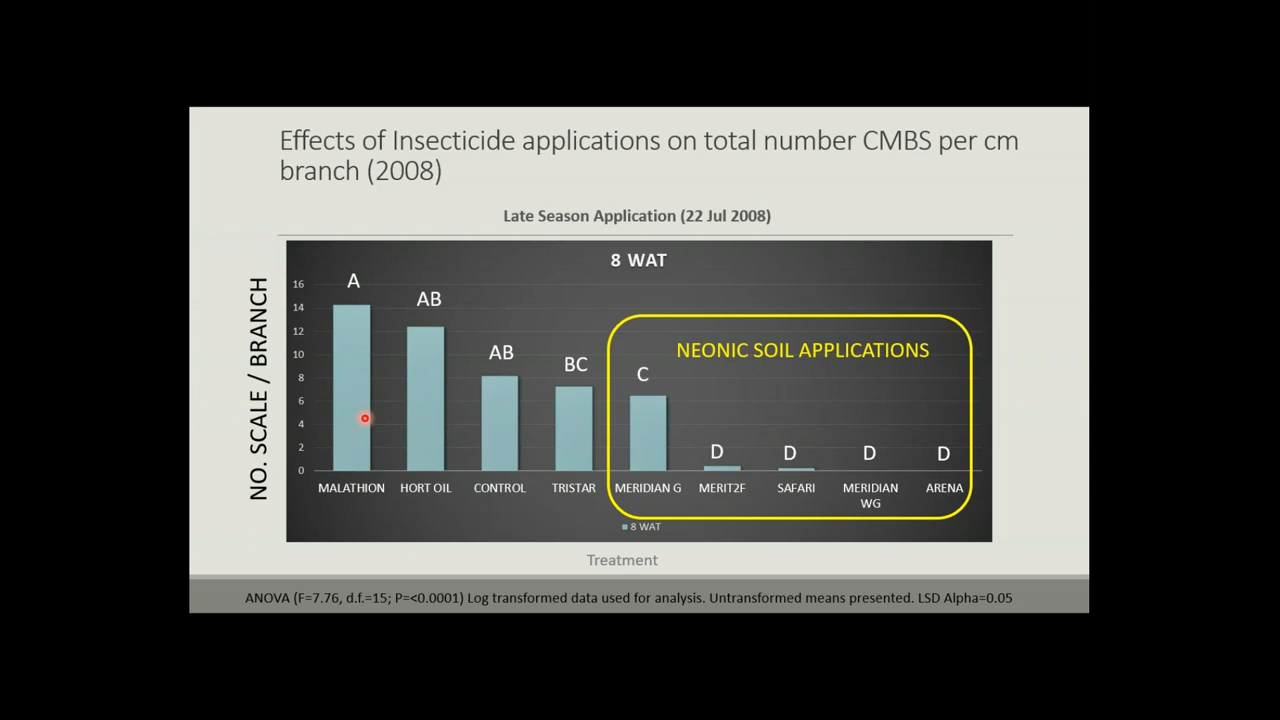 Effects of Insecticide applications on total number CMBS per cm
branch (2008)
Late Season Application (22 Jul 2008)
8 WAT
NO. SCALE / BRANCH
16
14
12
10
8
6
4
2
0
A
AB
AB
BC
C
D
D
D
D
NEONIC SOIL APPLICATIONS
MALATHION HORT OIL CONTROL TRISTAR MERIDIAN G MERIT2F SAFARI MERIDIAN ARENA
WG
8 WAT
Treatment
ANOVA (F=7.76, d.f.=15; P=<0.0001) Log transformed data used for analysis. Untransformed means presented. LSD Alpha=0.05